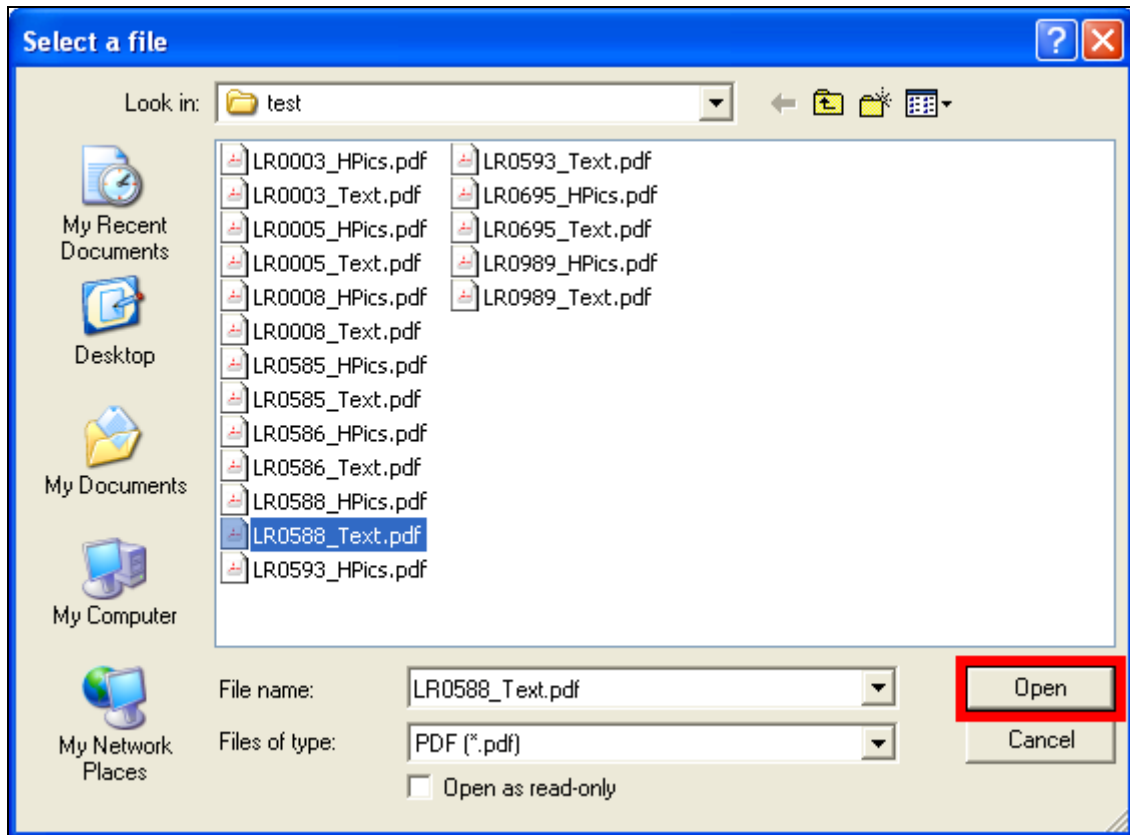 Select a file
Look in: test
My Recent
Documents
Desktop
My Documents
My Computer
My Network
Places
LR0003_HPics.pdf
LR0003_Text.pdf
LR0005_HPics.pdf
LR0005_Text.pdf
LR0008_HPics.pdf
LR0008_Text.pdf
LR0585_HPics.pdf
LR0585_Text.pdf
LR0586_HPics.pdf
LR0586_Text.pdf
LR0588_HPics.pdf
LR0588_Text.pdf
LR0593_HPics.pdf
LR0593_Text.pdf
LR0695_HPics.pdf
LR0695_Text.pdf
LR0989_HPics.pdf
LR0989_Text.pdf
File name: LR0588_Text.pdf Open
Files of type: PDF (*.pdf) Cancel
Open as read-only